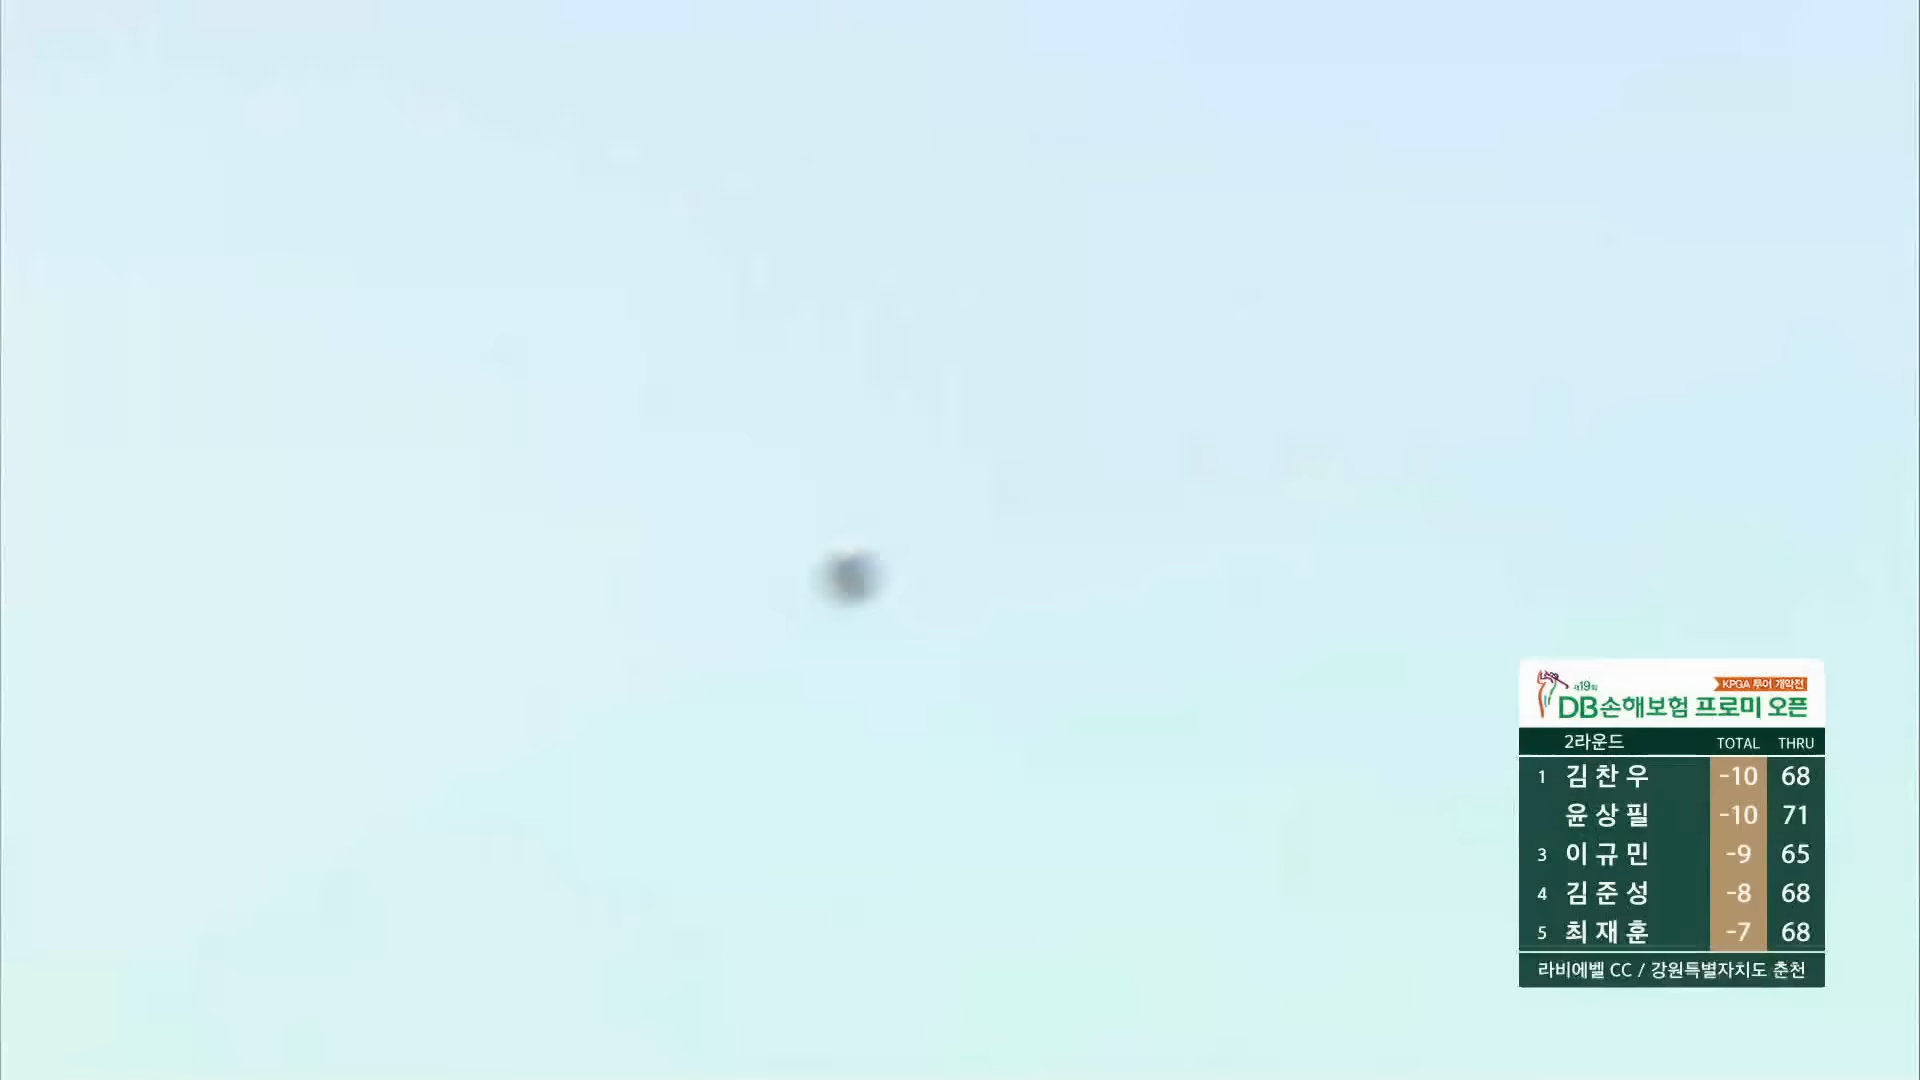 제19회
KPGA 투어 개막전
DB손해보험 프로미 오픈
2라운드 TOTAL THRU
1 김찬우 -10 68
윤상필 -10 71
3 이규민 -9 65
4 김준성 -8 68
5 최재훈 -7 68
라비에벨 CC / 강원특별자치도 춘천